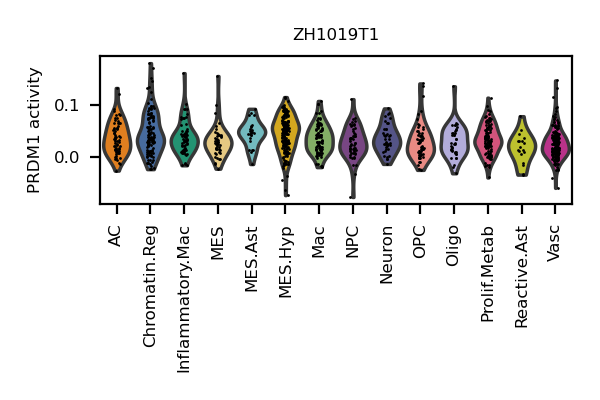 ZH1019T1
PRDM1 activity
0.1
0.0
AC
Chromatin.Reg
Inflammatory.Mac
MES
MES.Ast
MES.Hyp
Mac
NPC
Neuron
OPC
Oligo
Prolif.Metab
Reactive.Ast
Vasc